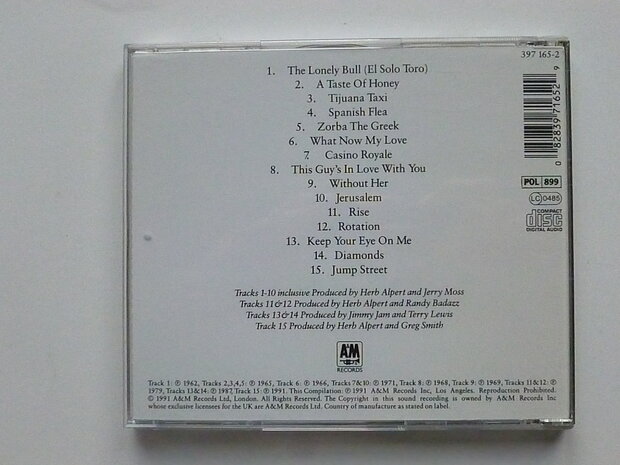 397 165-2
1. The Lonely Bull (El Solo Toro)
2. A Taste Of Honey
3. Tijuana Taxi
4. Spanish Flea
5. Zorba The Greek
6. What Now My Love
7. Casino Royale
8. This Guy's In Love With You
9. Without Her
10. Jerusalem
11. Rise
12. Rotation
13. Keep Your Eye On Me
14. Diamonds
15. Jump Street
0 82839 71652 9
POL 899
LC 0485
COMPACT
disc
DIGITAL AUDIO
Tracks 1-10 inclusive Produced by Herb Alpert and Jerry Moss
Tracks 11&12 Produced by Herb Alpert and Randy Badazz
Tracks 13&14 Produced by Jimmy Jam and Terry Lewis
Track 15 Produced by Herb Alpert and Greg Smith
A&M
RECORDS
Track 1: ℗ 1962, Tracks 2,3,4,5: ℗ 1965, Track 6: ℗ 1966, Tracks 7&10: ℗ 1971, Track 8: ℗ 1968, Track 9: ℗ 1969, Tracks 11&12: ℗
1979, Tracks 13&14: ℗ 1987, Track 15: ℗ 1991. This Compilation: ℗ 1991 A&M Records Inc, Los Angeles. Reproduction Prohibited.
© 1991 A&M Records Ltd, London. All Rights Reserved. The Copyright in this sound recording is owned by A&M Records Inc
whose exclusive licensees for the UK are A&M Records Ltd. Country of manufacture as stated on label.